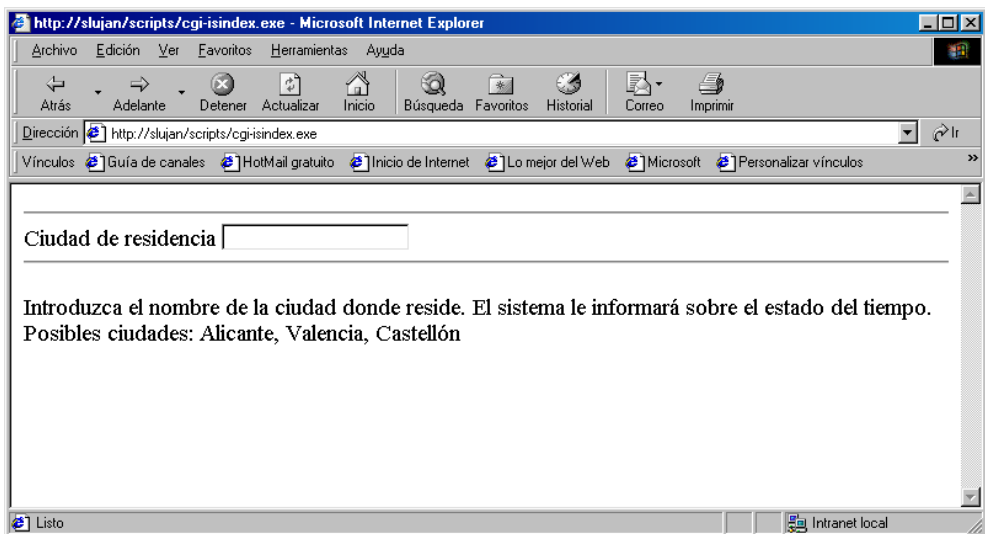 http://slujan/scripts/cgi-isindex.exe - Microsoft Internet Explorer
Archivo Edición Ver Favoritos Herramientas Ayuda
Atrás Adelante Detener Actualizar Inicio Búsqueda Favoritos Historial Correo Imprimir
Dirección http://slujan/scripts/cgi-isindex.exe Ir
Vínculos Guía de canales HotMail gratuito Inicio de Internet Lo mejor del Web Microsoft Personalizar vínculos »
Ciudad de residencia
Introduzca el nombre de la ciudad donde reside. El sistema le informará sobre el estado del tiempo.
Posibles ciudades: Alicante, Valencia, Castellón
Listo Intranet local